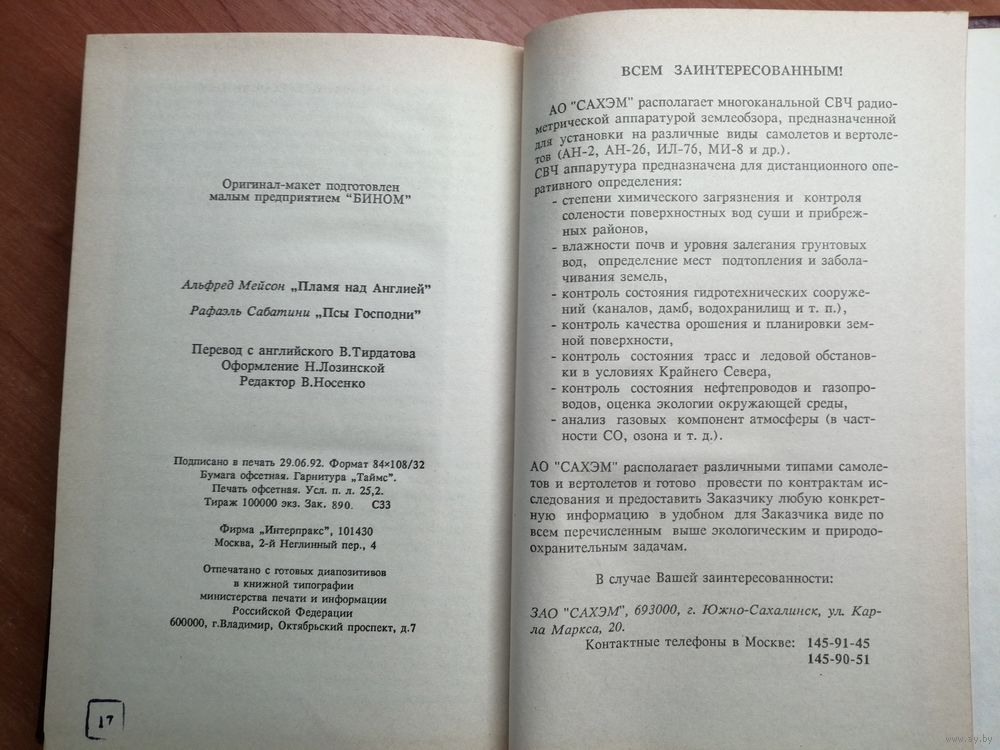 Оригинал-макет подготовлен
малым предприятием "БИНОМ"
Альфред Мейсон „Пламя над Англией"
Рафаэль Сабатини „Псы Господни"
Перевод с английского В.Тирдатова
Оформление Н.Лозинской
Редактор В.Носенко
Подписано в печать 29.06.92. Формат 84×108/32
Бумага офсетная. Гарнитура „Таймс".
Печать офсетная. Усл. п. л. 25,2.
Тираж 100000 экз. Зак. 890. С33
Фирма „Интерпракс", 101430
Москва, 2-й Неглинный пер., 4
Отпечатано с готовых диапозитивов
в книжной типографии
министерства печати и информации
Российской Федерации
600000, г.Владимир, Октябрьский проспект, д.7
17
ВСЕМ ЗАИНТЕРЕСОВАННЫМ!
АО "САХЭМ" располагает многоканальной СВЧ радио-
метрической аппаратурой землеобзора, предназначенной
для установки на различные виды самолетов и вертоле-
тов (АН-2, АН-26, ИЛ-76, МИ-8 и др.).
СВЧ аппарутура предназначена для дистанционного опе-
ративного определения:
- степени химического загрязнения и контроля
солености поверхностных вод суши и прибреж-
ных районов,
- влажности почв и уровня залегания грунтовых
вод, определение мест подтопления и забола-
чивания земель,
- контроль состояния гидротехнических сооруже-
ний (каналов, дамб, водохранилищ и т. п.),
- контроль качества орошения и планировки зем-
ной поверхности,
- контроль состояния трасс и ледовой обстанов-
ки в условиях Крайнего Севера,
- контроль состояния нефтепроводов и газопро-
водов, оценка экологии окружающей среды,
- анализ газовых компонент атмосферы (в част-
ности СО, озона и т. д.).
АО "САХЭМ" располагает различными типами самоле-
тов и вертолетов и готово провести по контрактам ис-
следования и предоставить Заказчику любую конкрет-
ную информацию в удобном для Заказчика виде по
всем перечисленным выше экологическим и природо-
охранительным задачам.
В случае Вашей заинтересованности:
ЗАО "САХЭМ", 693000, г. Южно-Сахалинск, ул. Кар-
ла Маркса, 20.
Контактные телефоны в Москве: 145-91-45
145-90-51
www.ay.by